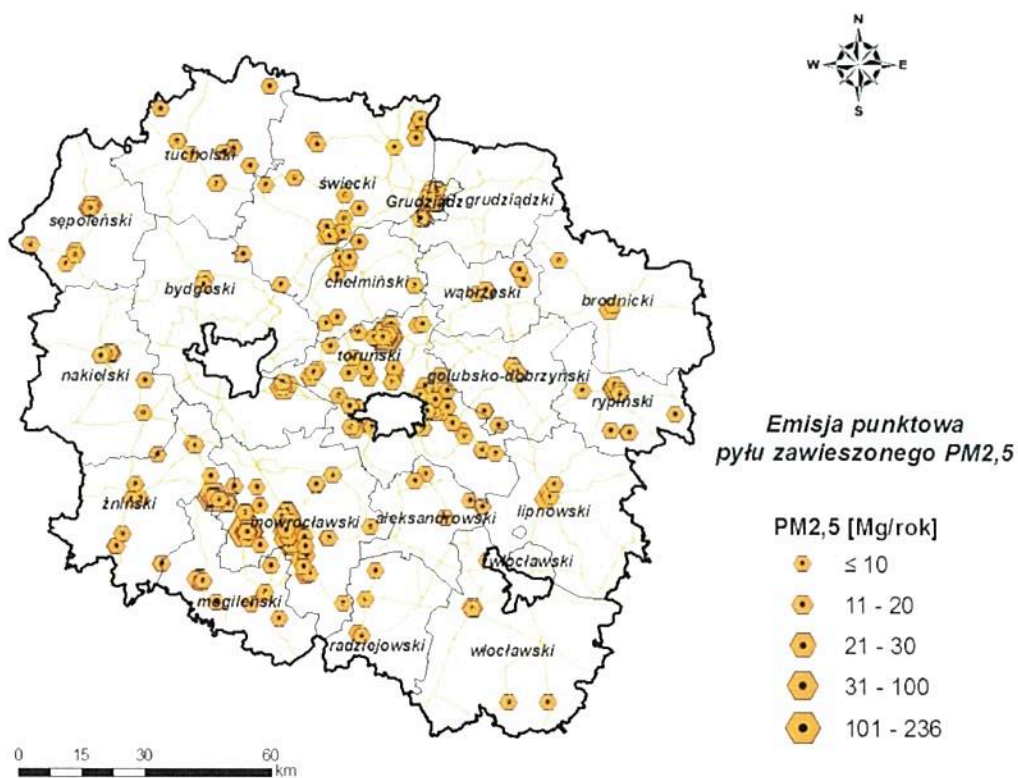 N
W E
S
tucholski
świecki
Grudziądz grudziądzki
sępoleński
bydgoski
chełmiński
wąbrzeski
brodnicki
nakielski
toruński
golubsko-dobrzyński
rypiński
Emisja punktowa
pyłu zawieszonego PM2,5
żniński
inowrocławski
aleksandrowski
lipnowski
włocławski
mogileński
radziejowski
włocławski
PM2,5 [Mg/rok]
≤ 10
11 - 20
21 - 30
31 - 100
101 - 236
0 15 30 60
km